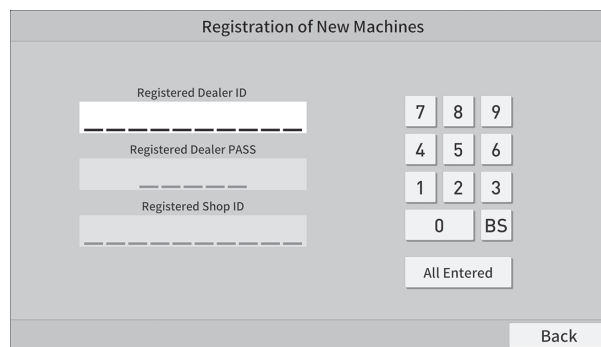 Registration of New Machines
Registered Dealer ID
Registered Dealer PASS
Registered Shop ID
7 8 9
4 5 6
1 2 3
0 BS
All Entered
Back